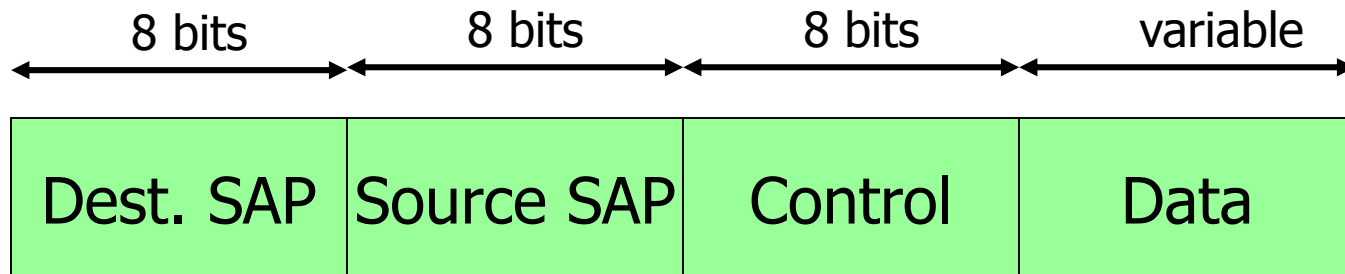 8 bits 8 bits 8 bits variable
Dest. SAP Source SAP Control Data